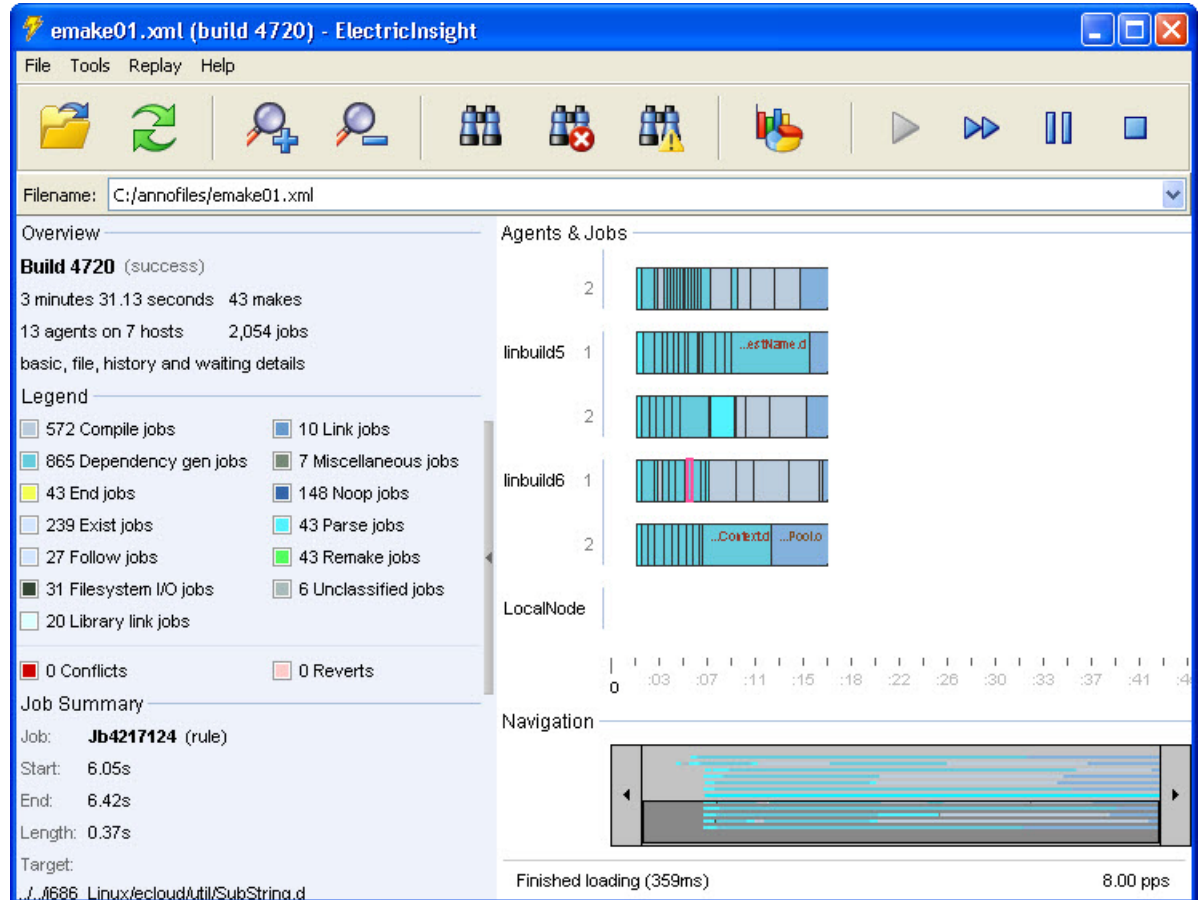 emake01.xml (build 4720) - ElectricInsight
File Tools Replay Help
Filename: C:/annofiles/emake01.xml
Overview
Build 4720 (success)
3 minutes 31.13 seconds 43 makes
13 agents on 7 hosts 2,054 jobs
basic, file, history and waiting details
Legend
572 Compile jobs 10 Link jobs
865 Dependency gen jobs 7 Miscellaneous jobs
43 End jobs 148 Noop jobs
239 Exist jobs 43 Parse jobs
27 Follow jobs 43 Remake jobs
31 Filesystem I/O jobs 6 Unclassified jobs
20 Library link jobs
0 Conflicts 0 Reverts
Job Summary
Job: Jb4217124 (rule)
Start: 6.05s
End: 6.42s
Length: 0.37s
Target:
../../i686_Linux/ecloud/util/SubString.d
Agents & Jobs
2
linbuild5 1 ...estName.d
2
linbuild6 1
2 ...Context.d ...Pool.o
LocalNode
0 :03 :07 :11 :15 :18 :22 :26 :30 :33 :37 :41
Navigation
Finished loading (359ms) 8.00 pps